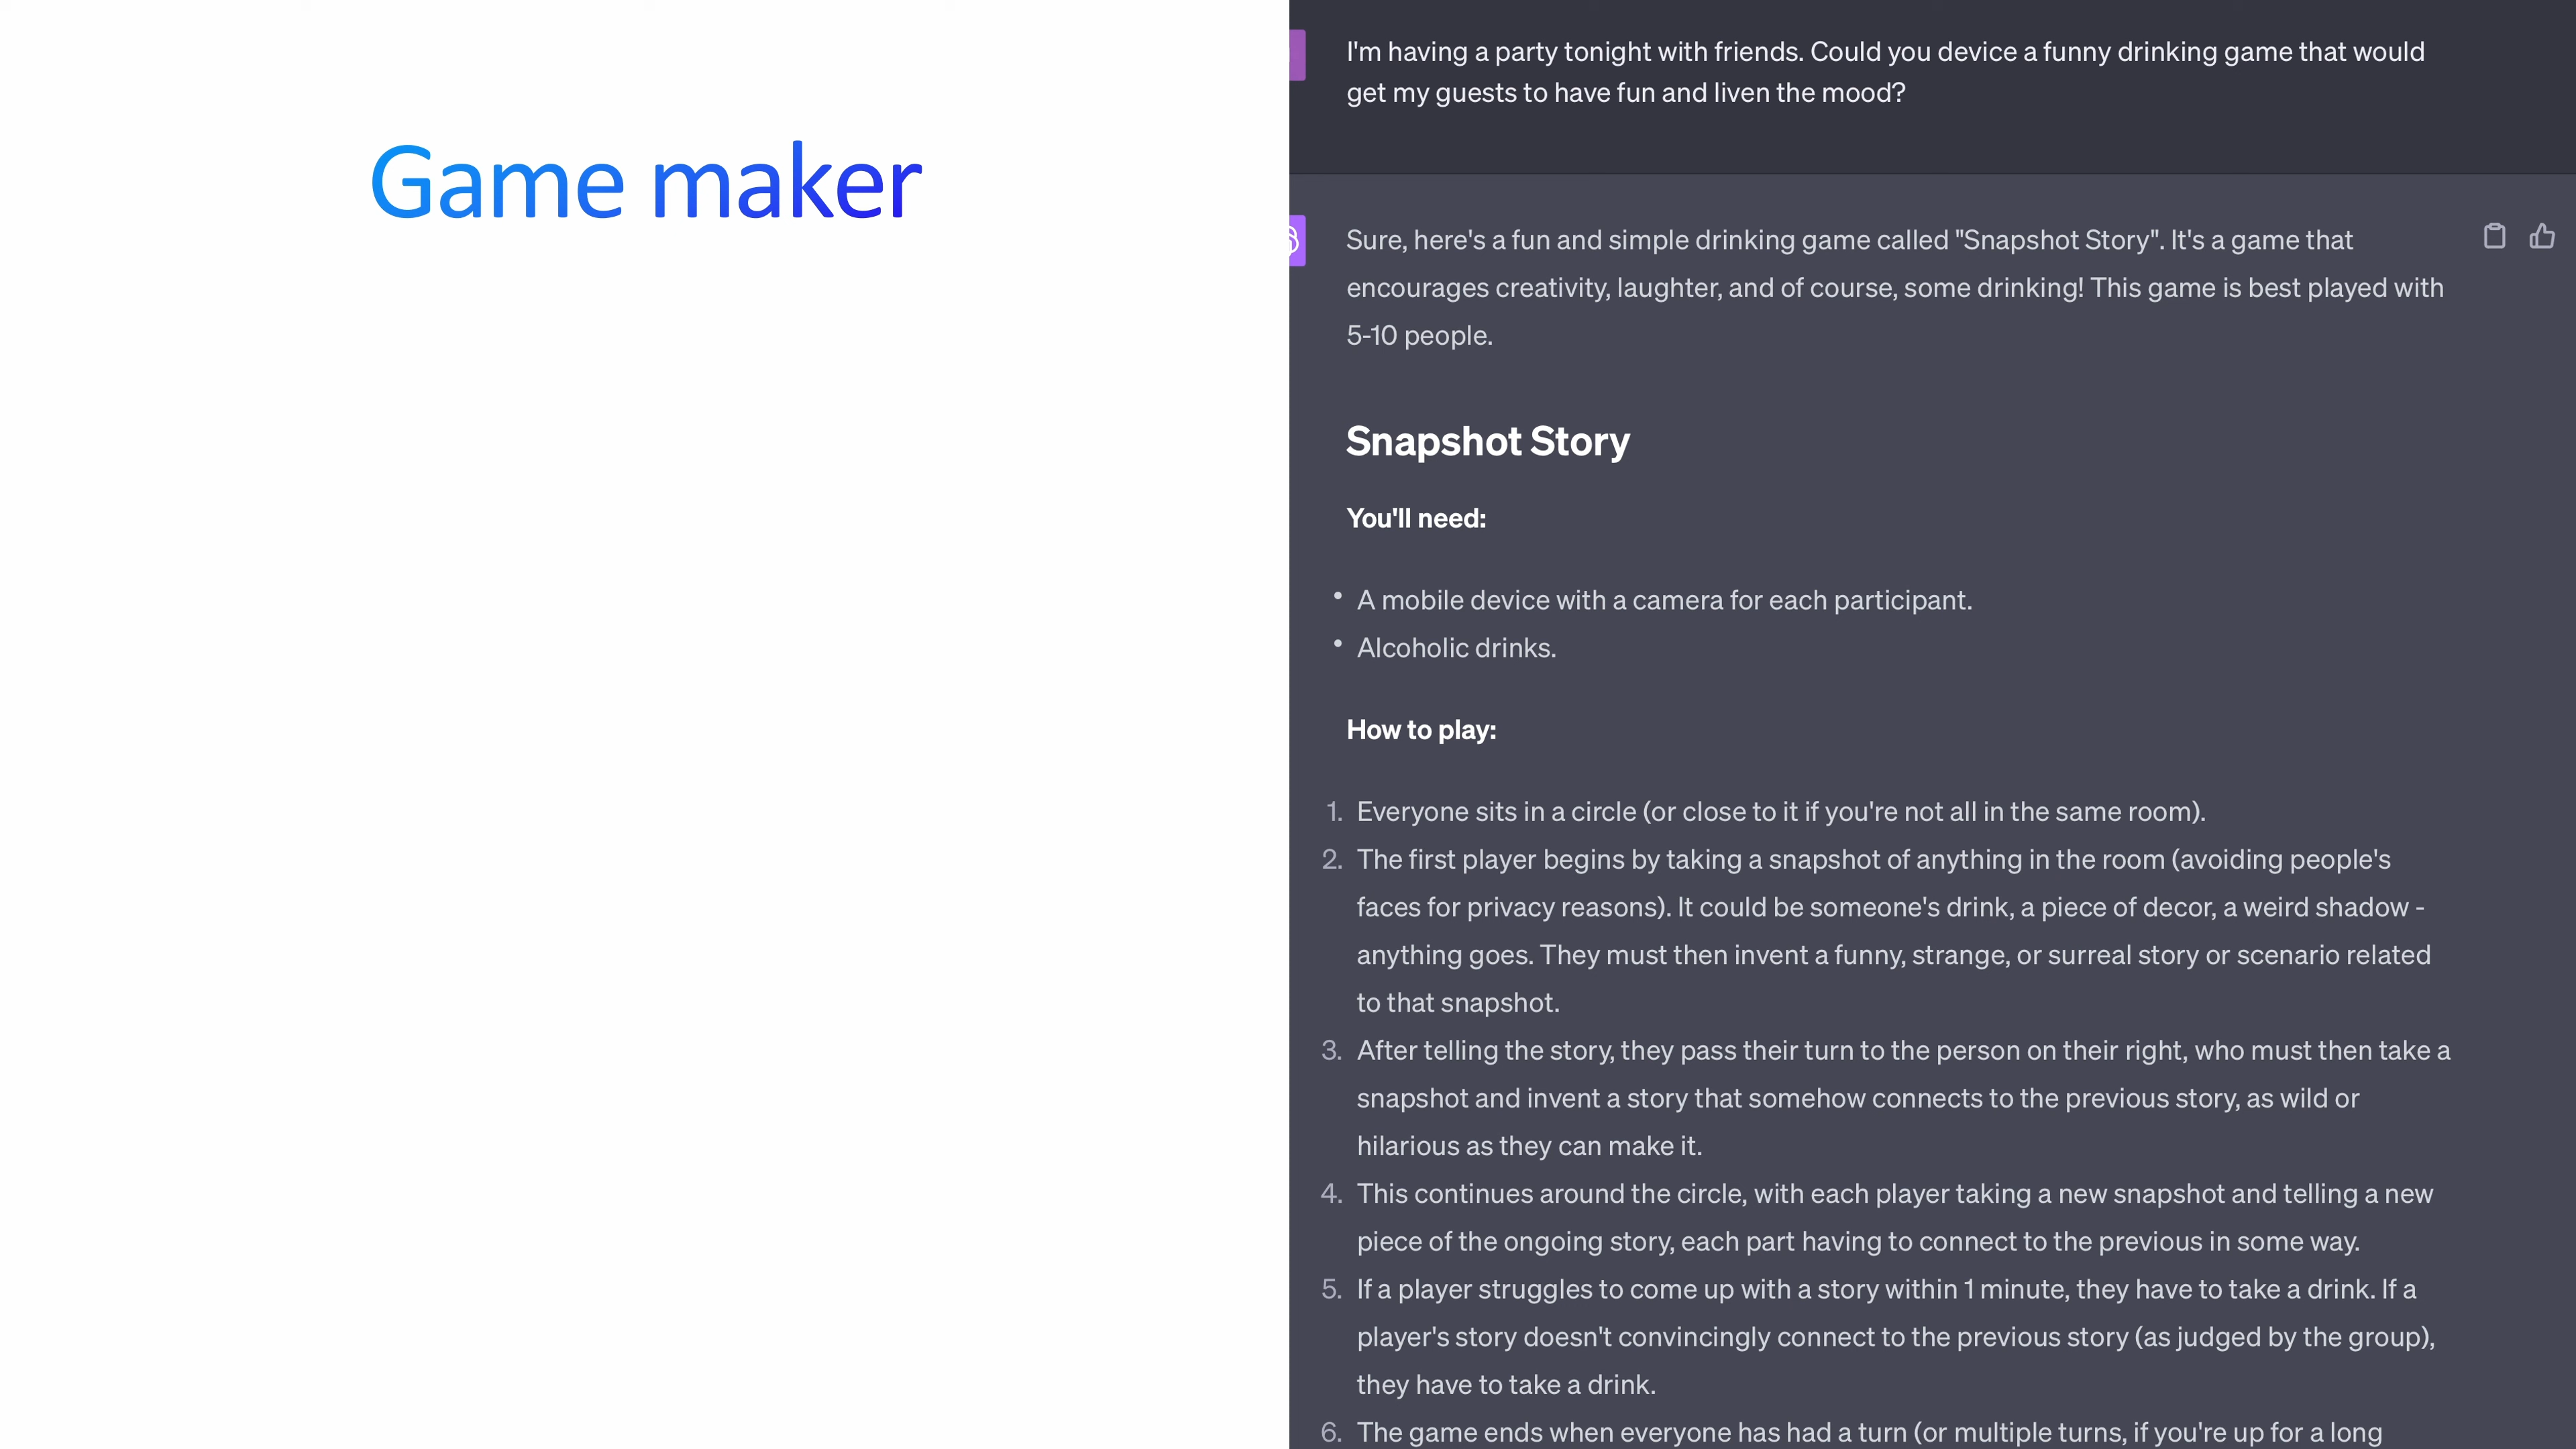 Game maker
I'm having a party tonight with friends. Could you device a funny drinking game that would
get my guests to have fun and liven the mood?
Sure, here's a fun and simple drinking game called "Snapshot Story". It's a game that
encourages creativity, laughter, and of course, some drinking! This game is best played with
5-10 people.
Snapshot Story
You'll need:
• A mobile device with a camera for each participant.
• Alcoholic drinks.
How to play:
1. Everyone sits in a circle (or close to it if you're not all in the same room).
2. The first player begins by taking a snapshot of anything in the room (avoiding people's
faces for privacy reasons). It could be someone's drink, a piece of decor, a weird shadow -
anything goes. They must then invent a funny, strange, or surreal story or scenario related
to that snapshot.
3. After telling the story, they pass their turn to the person on their right, who must then take a
snapshot and invent a story that somehow connects to the previous story, as wild or
hilarious as they can make it.
4. This continues around the circle, with each player taking a new snapshot and telling a new
piece of the ongoing story, each part having to connect to the previous in some way.
5. If a player struggles to come up with a story within 1 minute, they have to take a drink. If a
player's story doesn't convincingly connect to the previous story (as judged by the group),
they have to take a drink.
6. The game ends when everyone has had a turn (or multiple turns, if you're up for a long